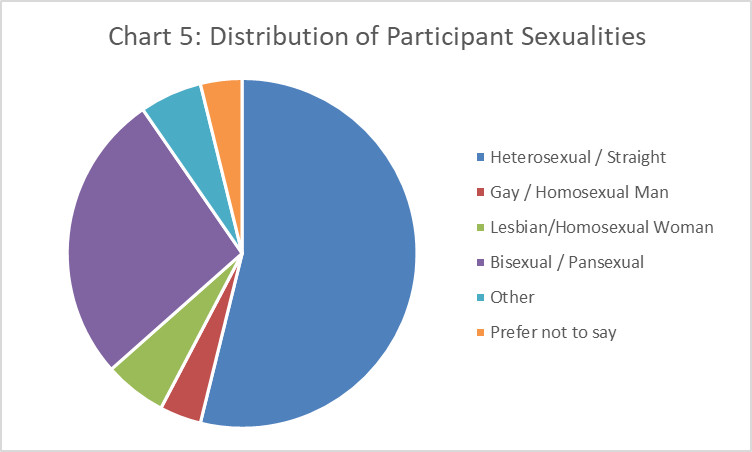 Chart 5: Distribution of Participant Sexualities
Heterosexual / Straight
Gay / Homosexual Man
Lesbian/Homosexual Woman
Bisexual / Pansexual
Other
Prefer not to say